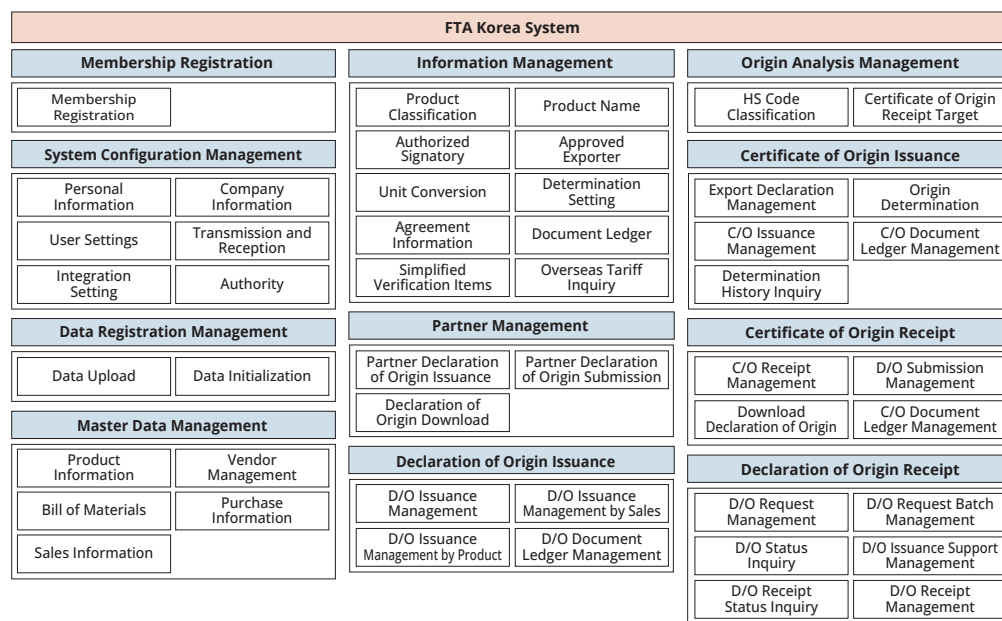 FTA Korea System
Membership Registration
Membership
Registration
System Configuration Management
Personal
Information
Company
Information
User Settings
Transmission and
Reception
Integration
Setting
Authority
Data Registration Management
Data Upload
Data Initialization
Master Data Management
Product
Information
Vendor
Management
Bill of Materials
Purchase
Information
Sales Information
Information Management
Product
Classification
Product Name
Authorized
Signatory
Approved
Exporter
Unit Conversion
Determination
Setting
Agreement
Information
Document Ledger
Simplified
Verification Items
Overseas Tariff
Inquiry
Partner Management
Partner Declaration
of Origin Issuance
Partner Declaration
of Origin Submission
Declaration of
Origin Download
Declaration of Origin Issuance
D/O Issuance
Management
D/O Issuance
Management by Sales
D/O Issuance
Management by Product
D/O Document
Ledger Management
Origin Analysis Management
HS Code
Classification
Certificate of Origin
Receipt Target
Certificate of Origin Issuance
Export Declaration
Management
Origin
Determination
C/O Issuance
Management
C/O Document
Ledger Management
Determination
History Inquiry
Certificate of Origin Receipt
C/O Receipt
Management
D/O Submission
Management
Download
Declaration of Origin
C/O Document
Ledger Management
Declaration of Origin Receipt
D/O Request
Management
D/O Request Batch
Management
D/O Status
Inquiry
D/O Issuance Support
Management
D/O Receipt
Status Inquiry
D/O Receipt
Management